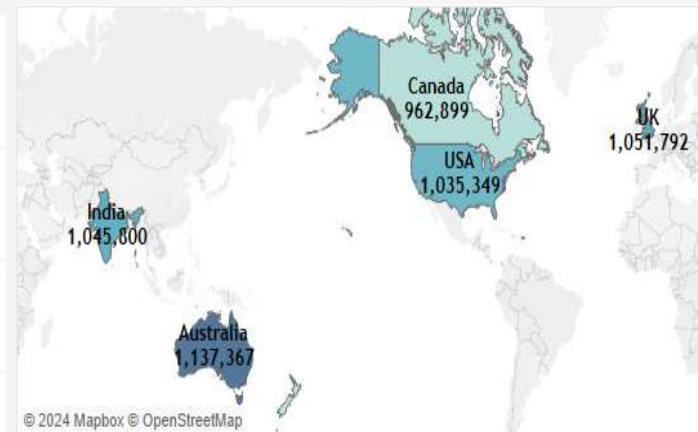 Canada
962,899
UK
1,051,792
USA
1,035,349
India
1,045,800
Australia
1,137,367
© 2024 Mapbox © OpenStreetMap